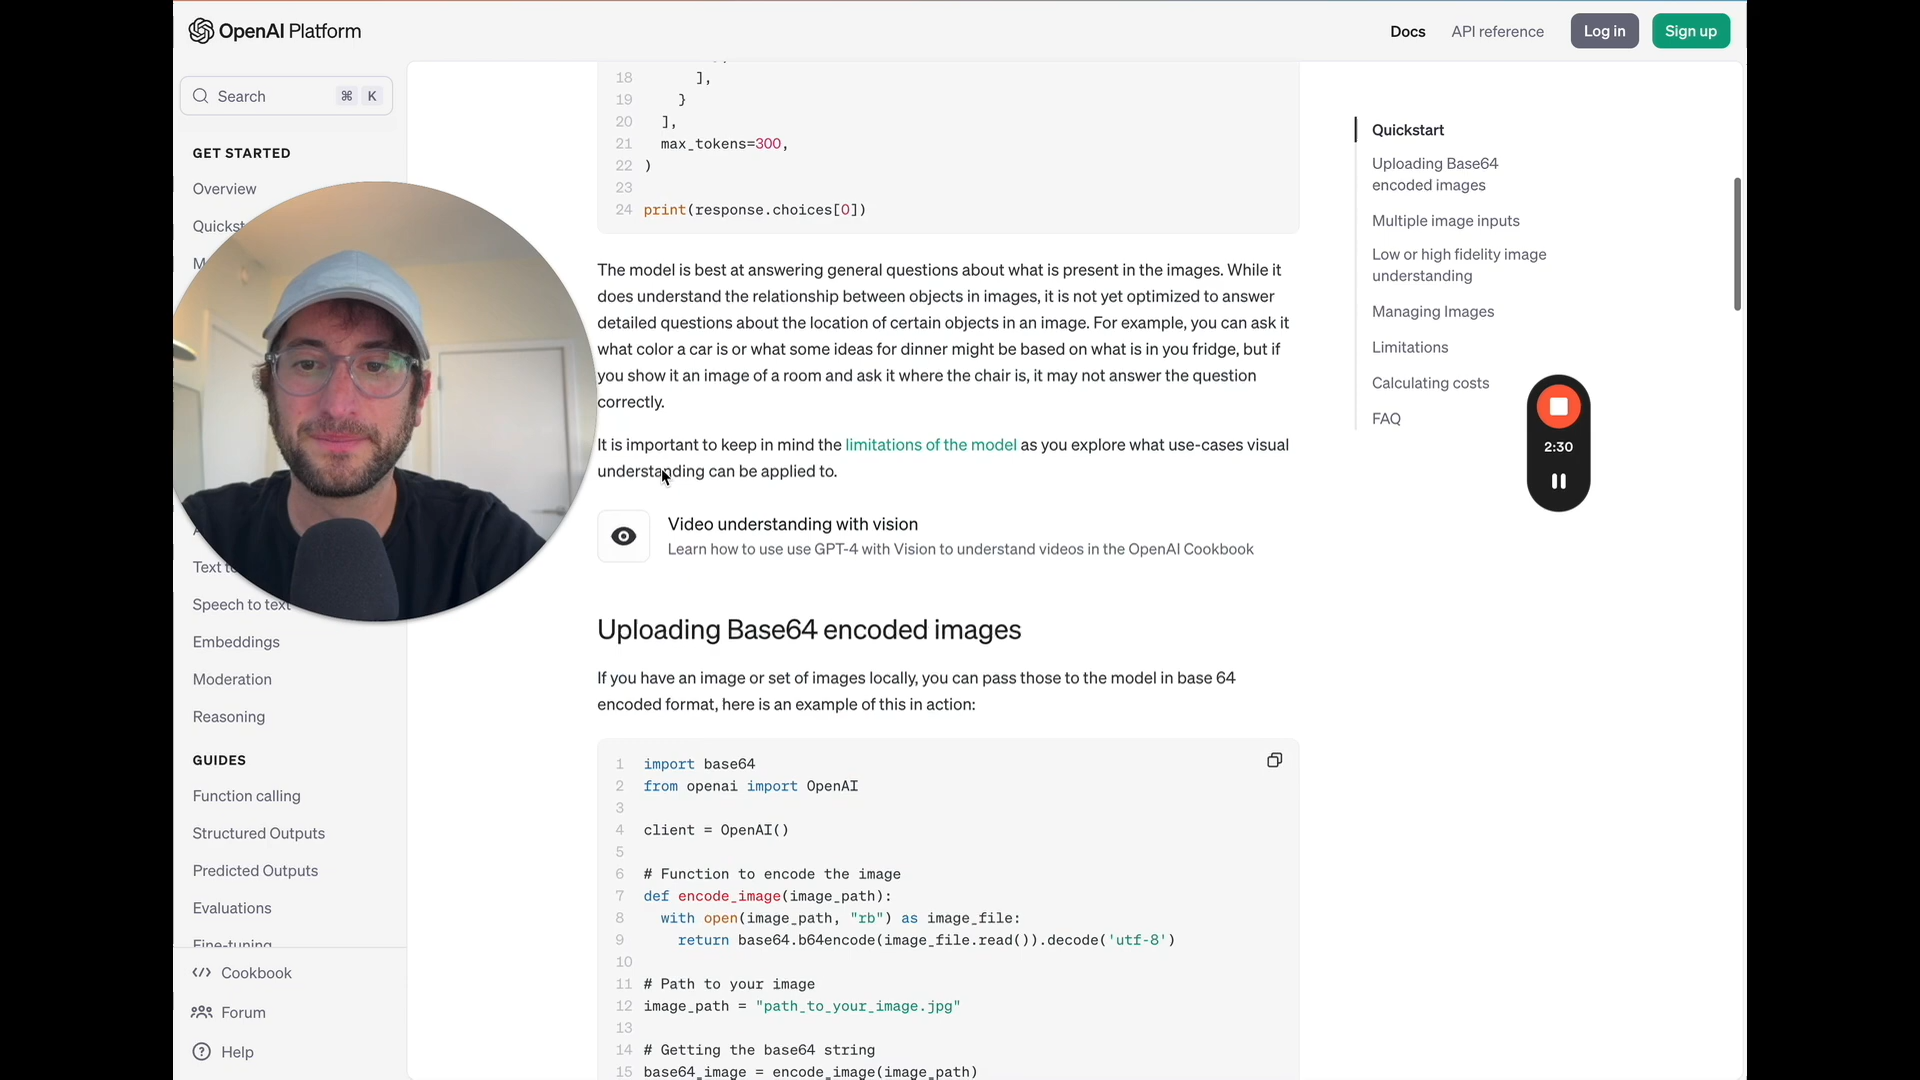 OpenAI Platform
Docs
API reference
Log in
Sign up
Search
⌘ K
GET STARTED
Overview
Text
Speech to text
Embeddings
Moderation
Reasoning
GUIDES
Function calling
Structured Outputs
Predicted Outputs
Evaluations
Fine-tuning
Cookbook
Forum
Help
18 ],
19 }
20 ],
21 max_tokens=300,
22 )
23
24 print(response.choices[0])
The model is best at answering general questions about what is present in the images. While it
does understand the relationship between objects in images, it is not yet optimized to answer
detailed questions about the location of certain objects in an image. For example, you can ask it
what color a car is or what some ideas for dinner might be based on what is in you fridge, but if
you show it an image of a room and ask it where the chair is, it may not answer the question
correctly.
It is important to keep in mind the limitations of the model as you explore what use-cases visual
understanding can be applied to.
Video understanding with vision
Learn how to use use GPT-4 with Vision to understand videos in the OpenAI Cookbook
Uploading Base64 encoded images
If you have an image or set of images locally, you can pass those to the model in base 64
encoded format, here is an example of this in action:
1 import base64
2 from openai import OpenAI
3
4 client = OpenAI()
5
6 # Function to encode the image
7 def encode_image(image_path):
8 with open(image_path, "rb") as image_file:
9 return base64.b64encode(image_file.read()).decode('utf-8')
10
11 # Path to your image
12 image_path = "path_to_your_image.jpg"
13
14 # Getting the base64 string
15 base64_image = encode_image(image_path)
Quickstart
Uploading Base64
encoded images
Multiple image inputs
Low or high fidelity image
understanding
Managing Images
Limitations
Calculating costs
FAQ
2:30